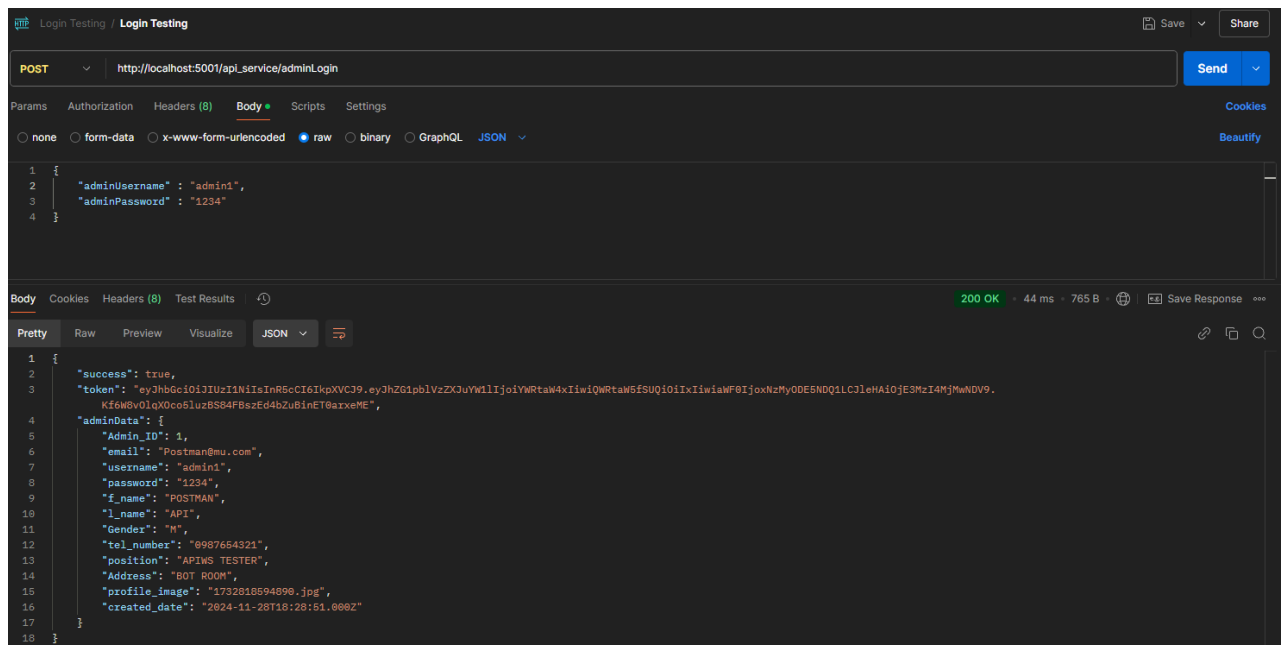 HTTP Login Testing / Login Testing Save Share
POST http://localhost:5001/api_service/adminLogin Send
Params Authorization Headers (8) Body Scripts Settings Cookies
none form-data x-www-form-urlencoded raw binary GraphQL JSON Beautify
1 {
2 "adminUsername" : "admin1",
3 "adminPassword" : "1234"
4 }
Body Cookies Headers (8) Test Results 200 OK 44 ms 765 B Save Response
Pretty Raw Preview Visualize JSON
1 {
2 "success": true,
3 "token": "eyJhbGciOiJIUzI1NiIsInR5cCI6IkpXVCJ9.eyJhZG1pblVzZXJuYW1lIjoiYWRtaW4xIiwiQWRtaW5fSUQiOiIxIiwiaWF0IjoxNzMyODE5NDQ1LCJleHAiOjE3MzI4MjMwNDV9.
Kf6W8vOlqXOco5luzBS84FBszEd4bZuBinET0arxeME",
4 "adminData": {
5 "Admin_ID": 1,
6 "email": "Postman@mu.com",
7 "username": "admin1",
8 "password": "1234",
9 "f_name": "POSTMAN",
10 "l_name": "API",
11 "Gender": "M",
12 "tel_number": "0987654321",
13 "position": "APIWS TESTER",
14 "Address": "BOT ROOM",
15 "profile_image": "1732818594890.jpg",
16 "created_date": "2024-11-28T18:28:51.000Z"
17 }
18 }